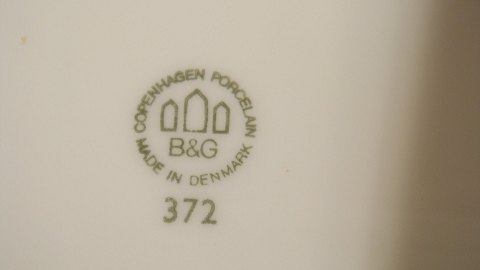 COPENHAGEN PORCELAIN
B&G
MADE IN DENMARK
372